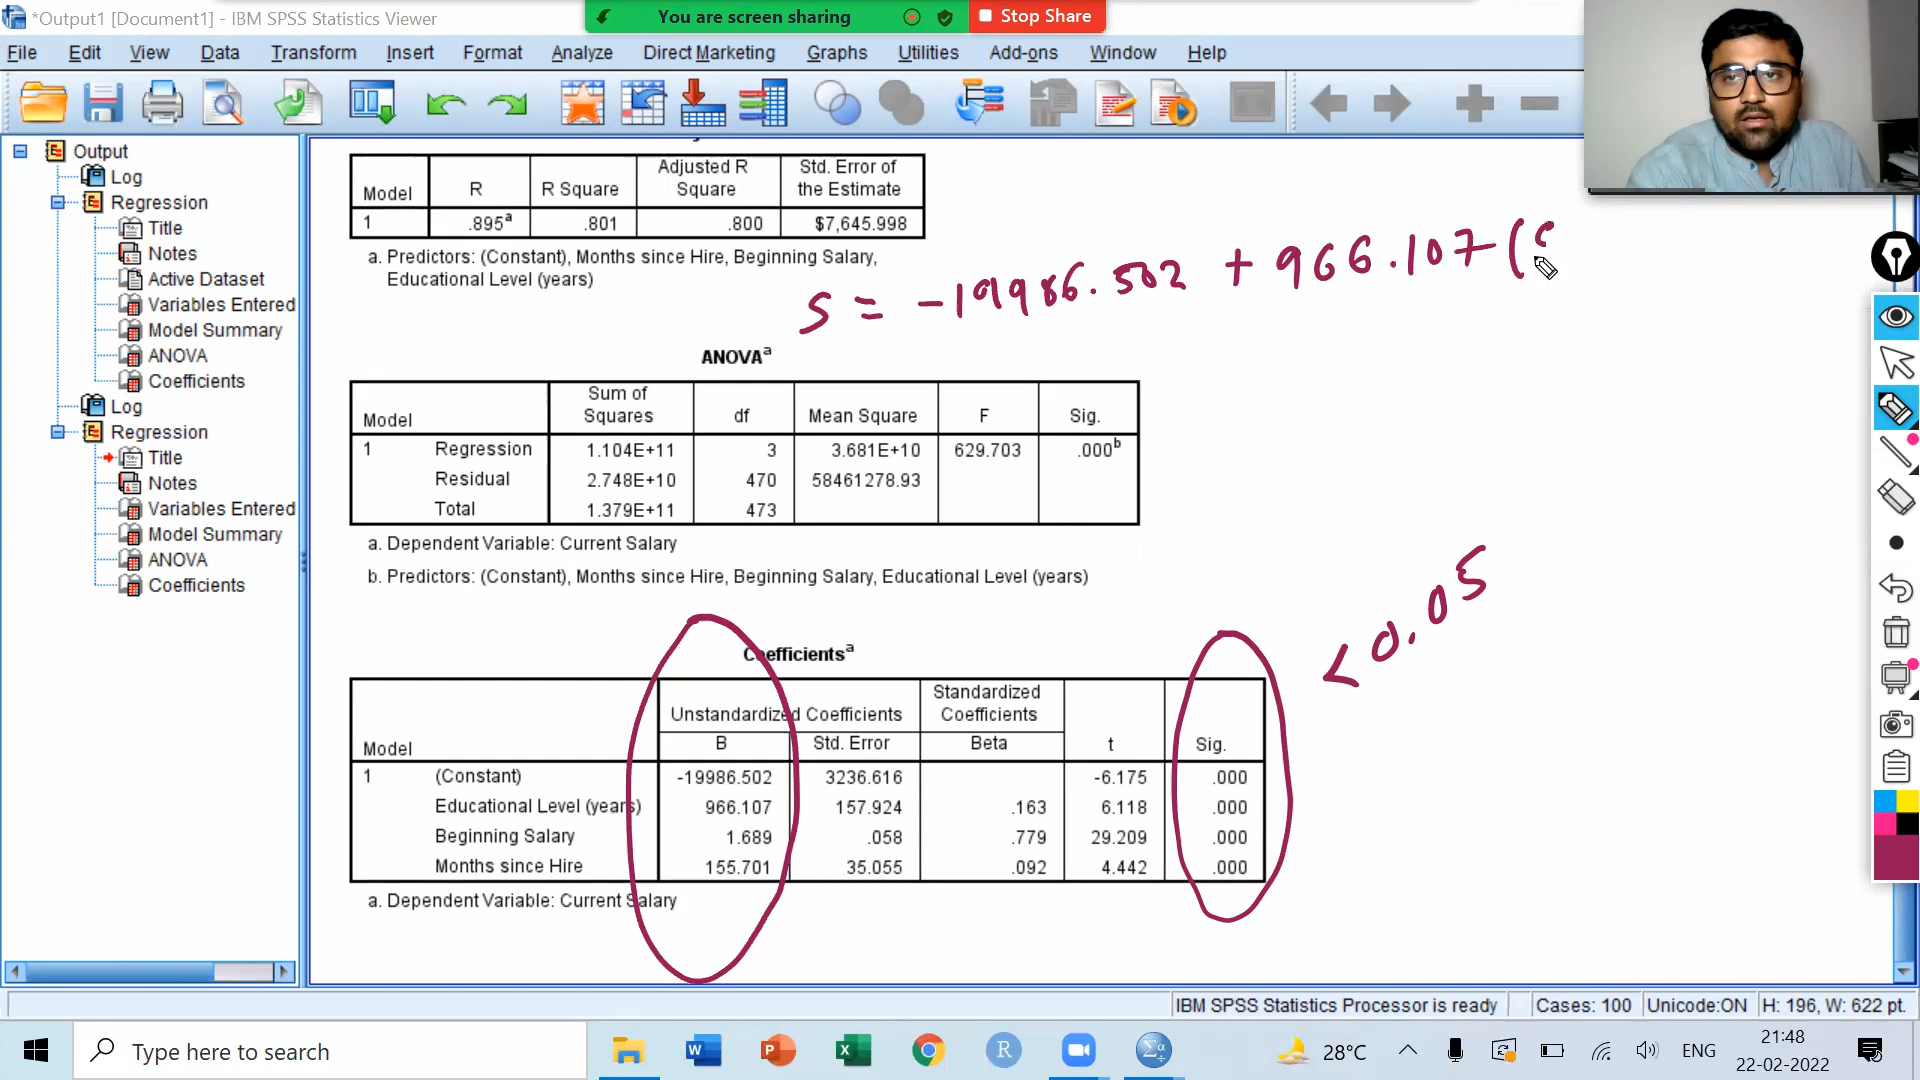 *Output1 [Document1] - IBM SPSS Statistics Viewer
You are screen sharing
Stop Share
File Edit View Data Transform Insert Format Analyze Direct Marketing Graphs Utilities Add-ons Window Help
Output
Log
Regression
Title
Notes
Active Dataset
Variables Entered
Model Summary
ANOVA
Coefficients
Log
Regression
Title
Notes
Variables Entered
Model Summary
ANOVA
Coefficients
Model R R Square Adjusted R Square Std. Error of the Estimate
1 .895a .801 .800 $7,645.998
a. Predictors: (Constant), Months since Hire, Beginning Salary,
Educational Level (years)
S = -19986.502 + 966.107 (
ANOVAa
Model Sum of Squares df Mean Square F Sig.
1 Regression 1.104E+11 3 3.681E+10 629.703 .000b
Residual 2.748E+10 470 58461278.93
Total 1.379E+11 473
a. Dependent Variable: Current Salary
b. Predictors: (Constant), Months since Hire, Beginning Salary, Educational Level (years)
< 0.05
Coefficientsa
Model Unstandardized Coefficients Standardized Coefficients t Sig.
B Std. Error Beta
1 (Constant) -19986.502 3236.616 -6.175 .000
Educational Level (years) 966.107 157.924 .163 6.118 .000
Beginning Salary 1.689 .058 .779 29.209 .000
Months since Hire 155.701 35.055 .092 4.442 .000
a. Dependent Variable: Current Salary
IBM SPSS Statistics Processor is ready Cases: 100 Unicode:ON H: 196, W: 622 pt.
Type here to search
28°C
ENG
21:48
22-02-2022